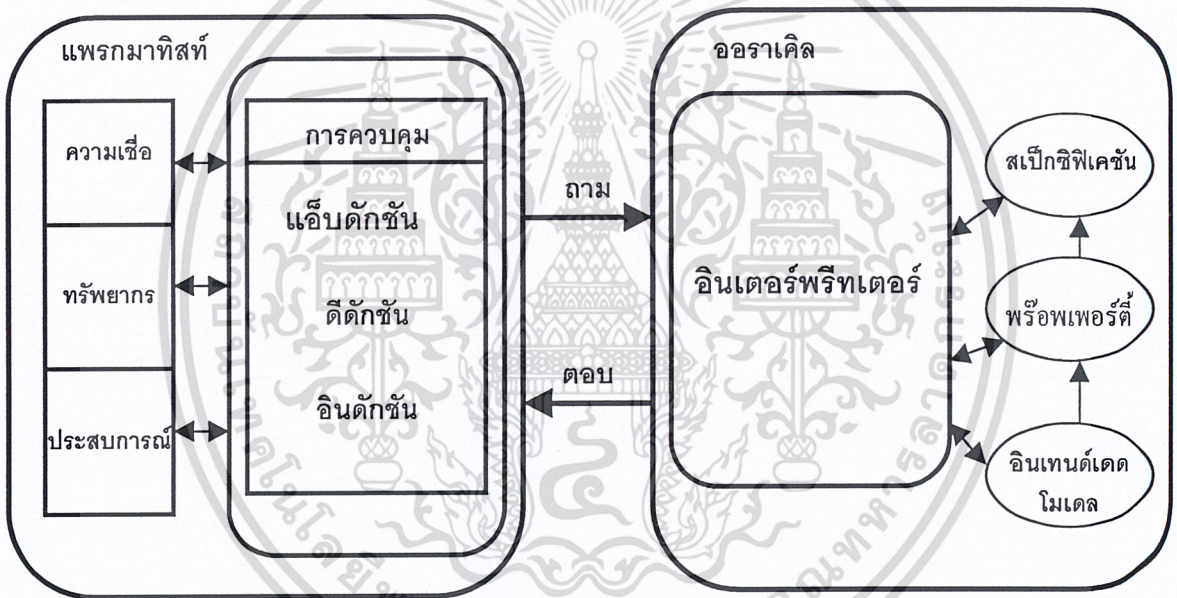 แพรกมาทิสท์
ความเชื่อ
ทรัพยากร
ประสบการณ์
การควบคุม
แอ็บดักชัน
ดีดักชัน
อินดักชัน
ถาม
ตอบ
ออราเคิล
อินเตอร์พรีทเตอร์
สเป็กซิฟิเคชัน
พร๊อพเพอร์ตี้
อินเทนด์เดด
โมเดล